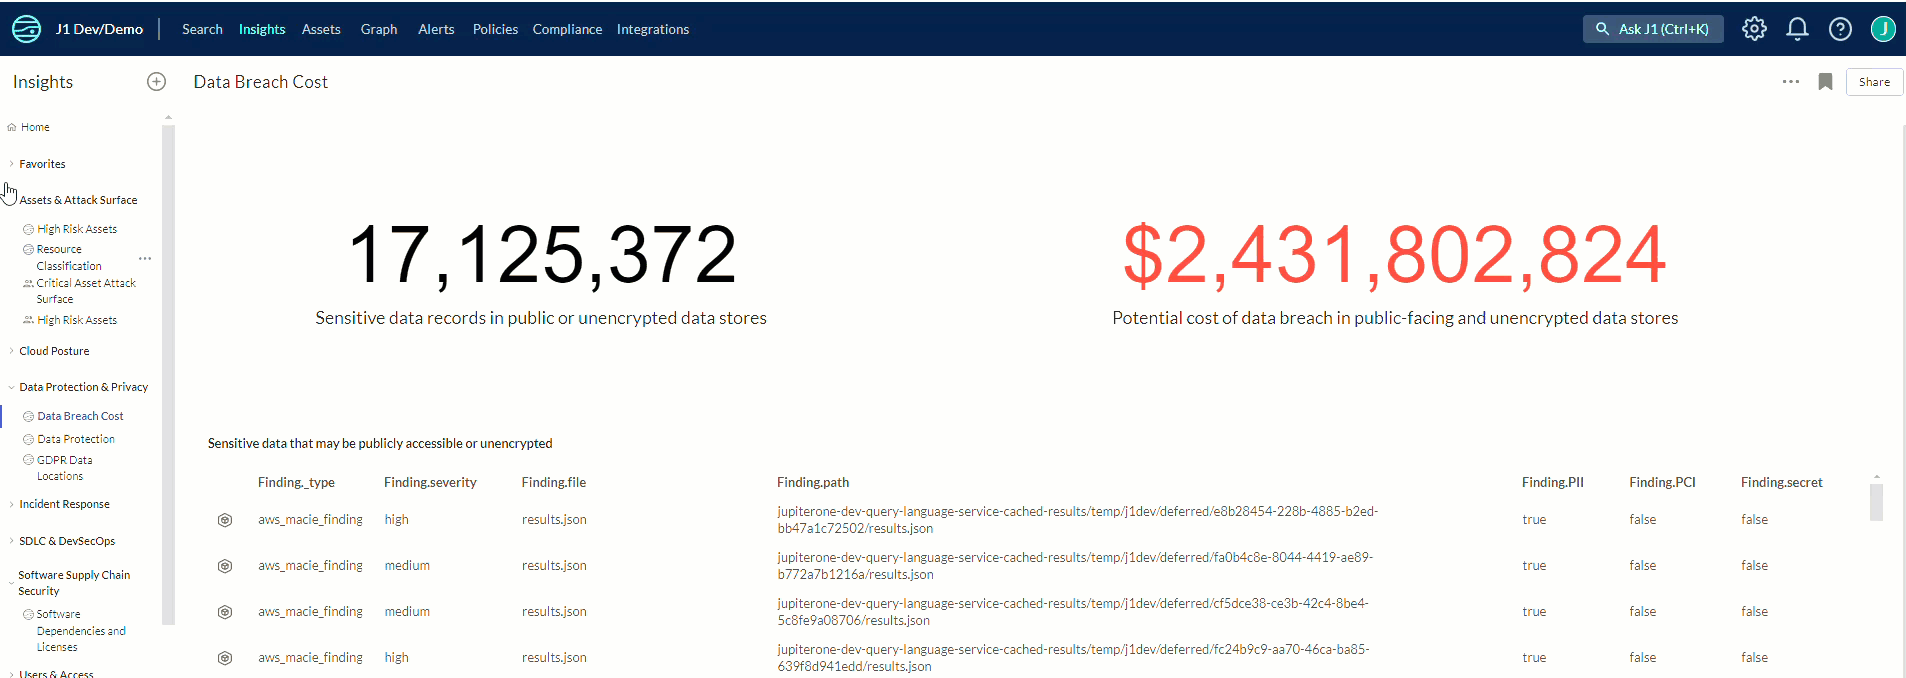 J1 Dev/Demo
Search Insights Assets Graph Alerts Policies Compliance Integrations
Ask J1 (Ctrl+K)
J
Insights
Data Breach Cost
Share
Home
Favorites
Assets & Attack Surface
High Risk Assets
Resource
Classification
Critical Asset Attack
Surface
High Risk Assets
Cloud Posture
Data Protection & Privacy
Data Breach Cost
Data Protection
GDPR Data
Locations
Incident Response
SDLC & DevSecOps
Software Supply Chain
Security
Software
Dependencies and
Licenses
Users & Access
17,125,372
Sensitive data records in public or unencrypted data stores
$2,431,802,824
Potential cost of data breach in public-facing and unencrypted data stores
Sensitive data that may be publicly accessible or unencrypted
Finding._type Finding.severity Finding.file Finding.path Finding.PII Finding.PCI Finding.secret
aws_macie_finding high results.json jupiterone-dev-query-language-service-cached-results/temp/j1dev/deferred/e8b28454-228b-4885-b2ed-
bb47a1c72502/results.json true false false
aws_macie_finding medium results.json jupiterone-dev-query-language-service-cached-results/temp/j1dev/deferred/fa0b4c8e-8044-4419-ae89-
b772a7b1216a/results.json true false false
aws_macie_finding medium results.json jupiterone-dev-query-language-service-cached-results/temp/j1dev/deferred/cf5dce38-ce3b-42c4-8be4-
5c8fe9a08706/results.json true false false
aws_macie_finding high results.json jupiterone-dev-query-language-service-cached-results/temp/j1dev/deferred/fc24b9c9-aa70-46ca-ba85-
639f8d941edd/results.json true false false